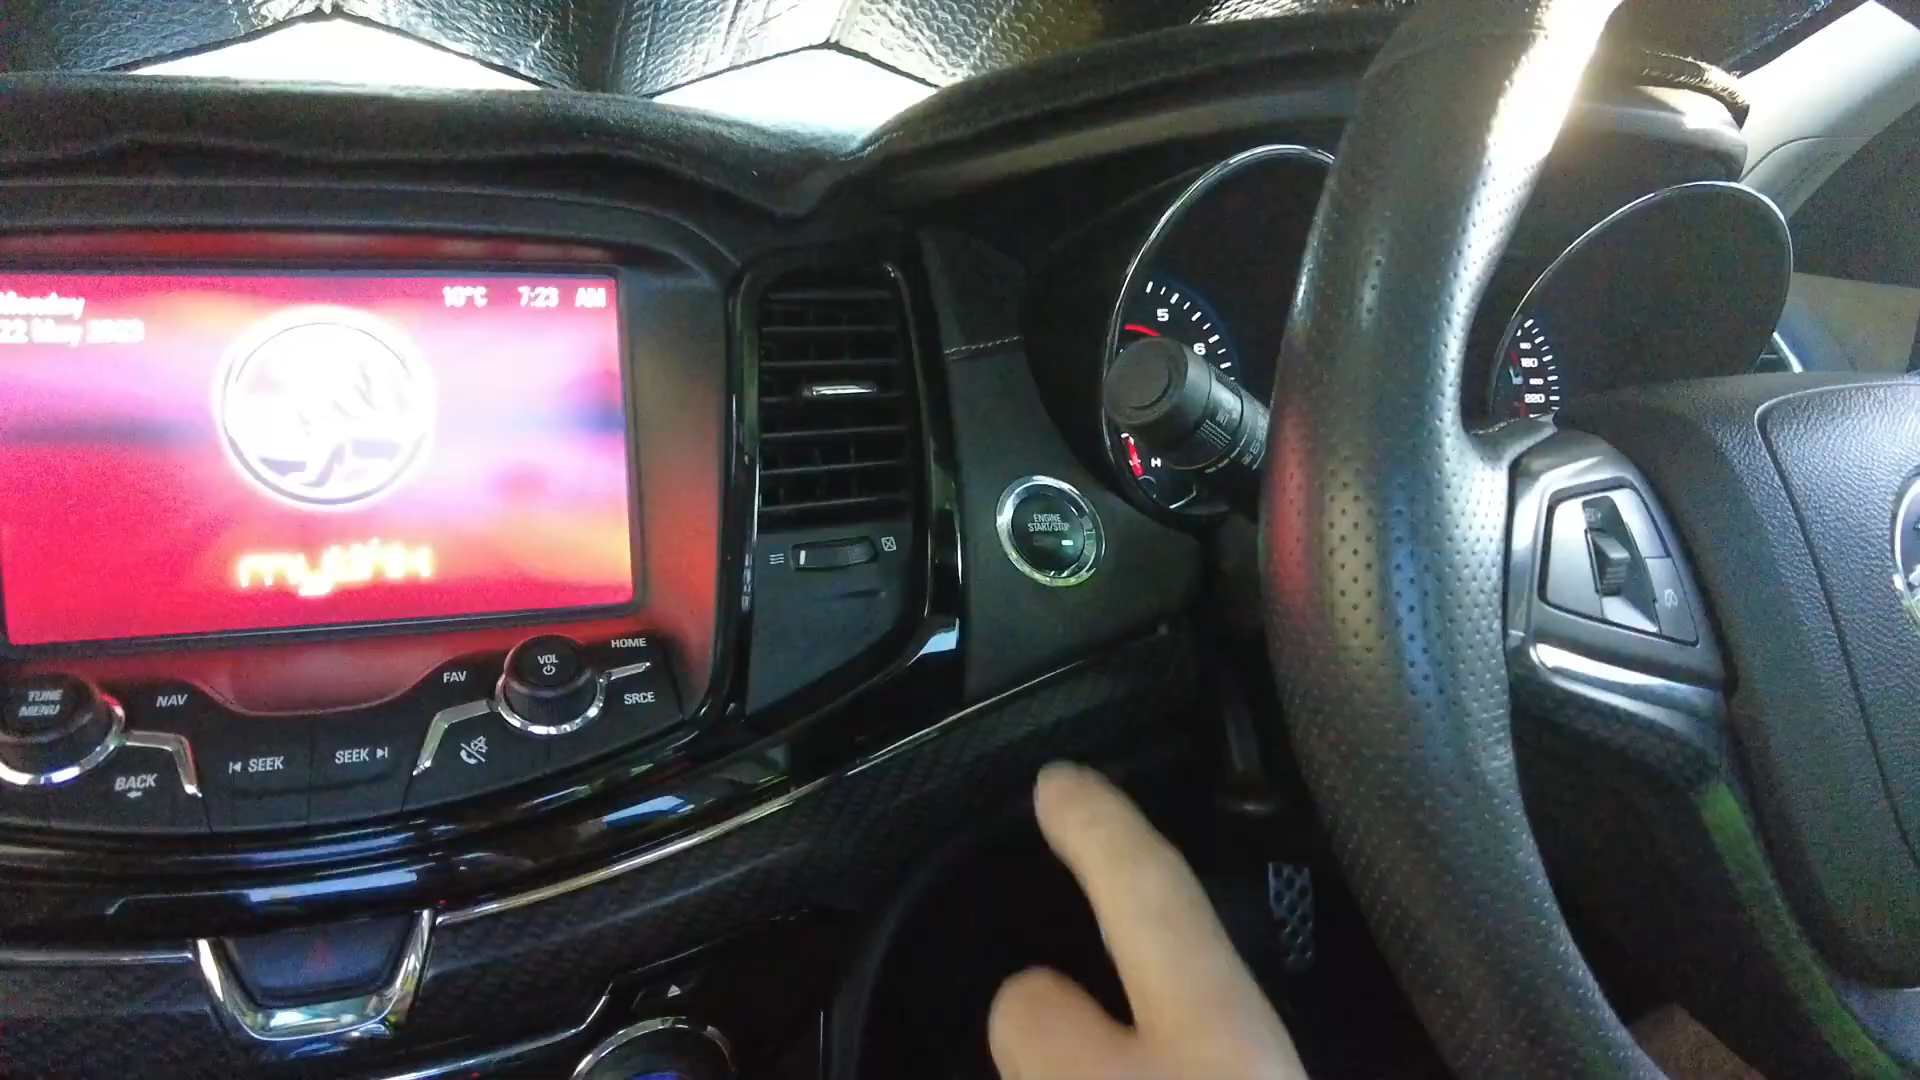 Monday
22 May 2023
10°C 7:23 AM
myLink
TUNE
MENU
NAV
BACK
SEEK
SEEK
FAV
VOL
HOME
SRCE
ENGINE
START/STOP
5
6
H
180
220